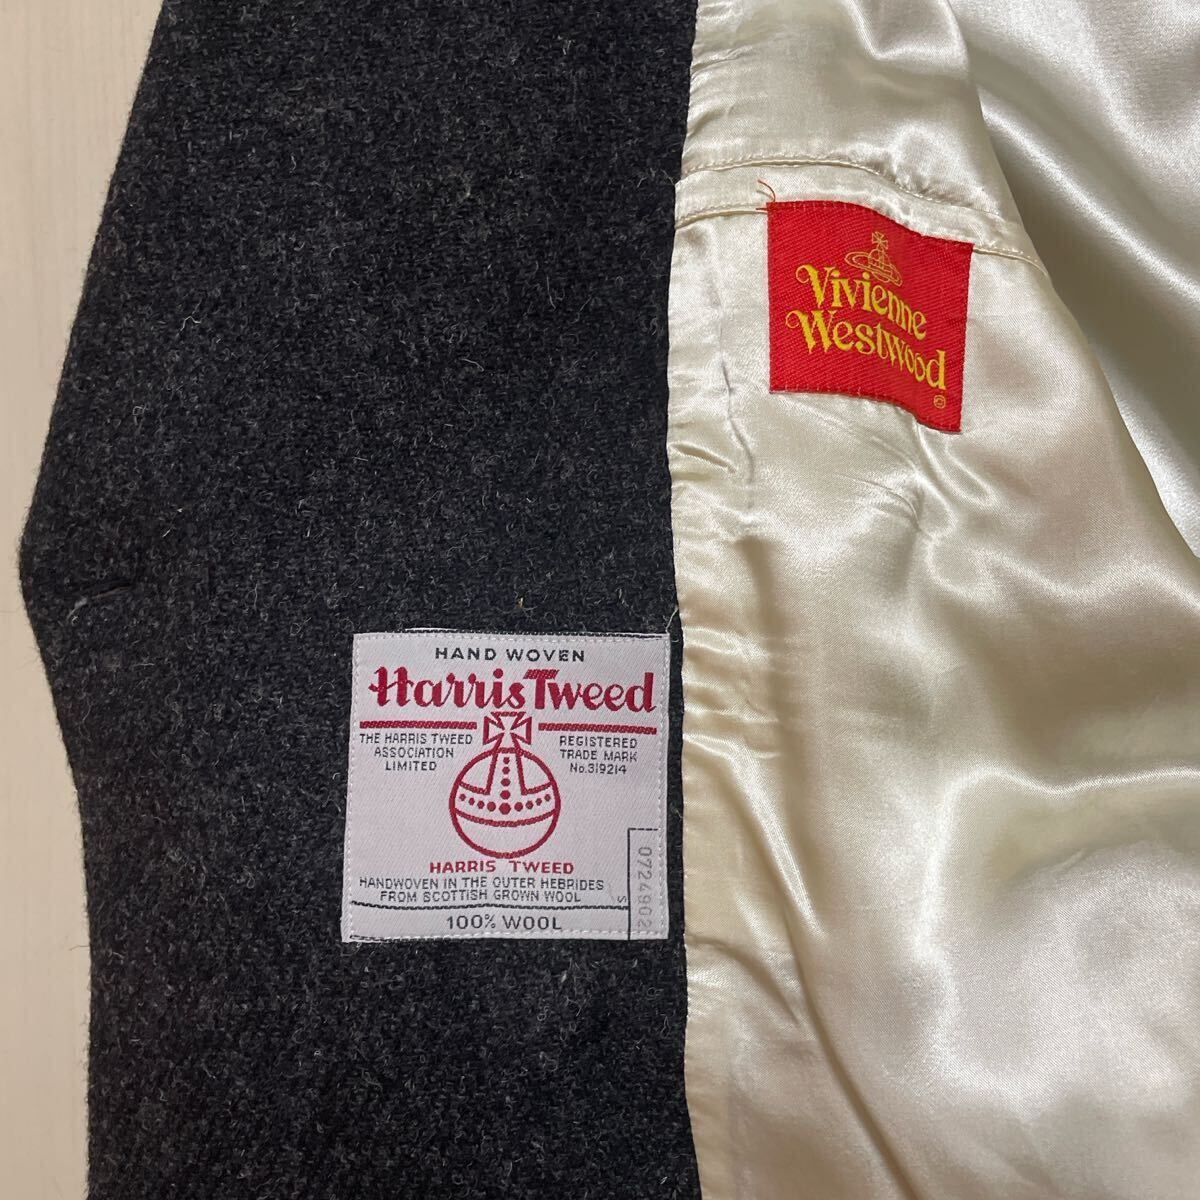 Vivienne
Westwood
©
HAND WOVEN
Harris Tweed
THE HARRIS TWEED
ASSOCIATION
LIMITED
REGISTERED
TRADE MARK
No.319214
HARRIS TWEED
HANDWOVEN IN THE OUTER HEBRIDES
FROM SCOTTISH GROWN WOOL
S
0724902
100% WOOL